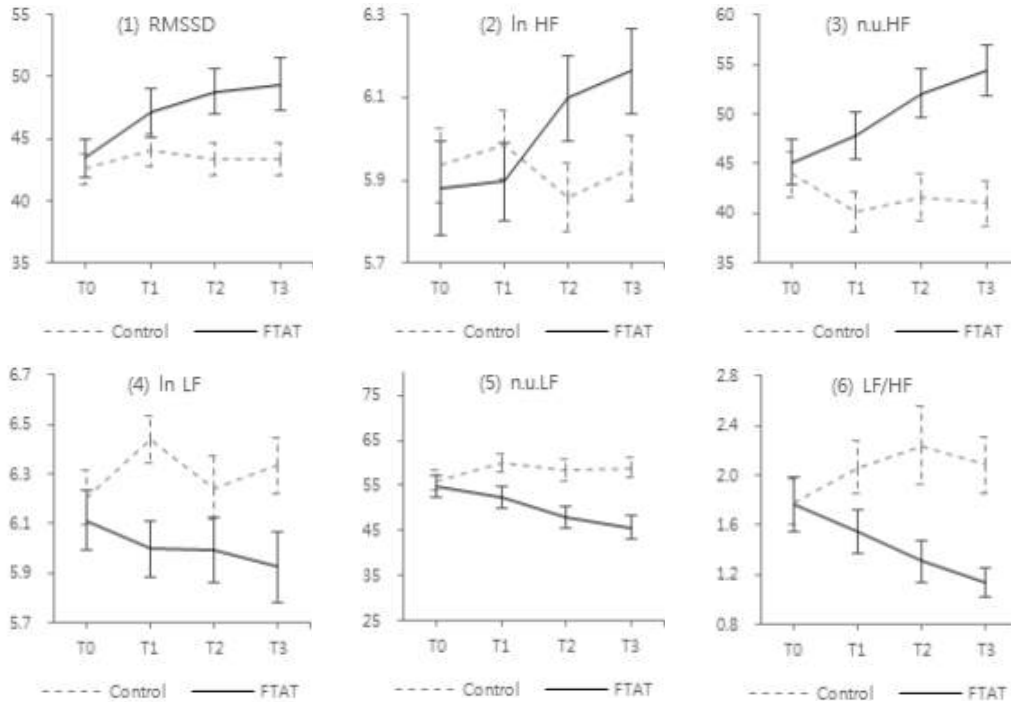 (1) RMSSD
55
50
45
40
35
T0 T1 T2 T3
Control FTAT
(2) ln HF
6.3
6.1
5.9
5.7
T0 T1 T2 T3
Control FTAT
(3) n.u.HF
65
60
55
50
45
40
35
T0 T1 T2 T3
Control FTAT
(4) ln LF
6.7
6.5
6.3
6.1
5.9
5.7
T0 T1 T2 T3
Control FTAT
(5) n.u.LF
75
65
55
45
35
25
T0 T1 T2 T3
Control FTAT
(6) LF/HF
2.8
2.4
2.0
1.6
1.2
0.8
T0 T1 T2 T3
Control FTAT